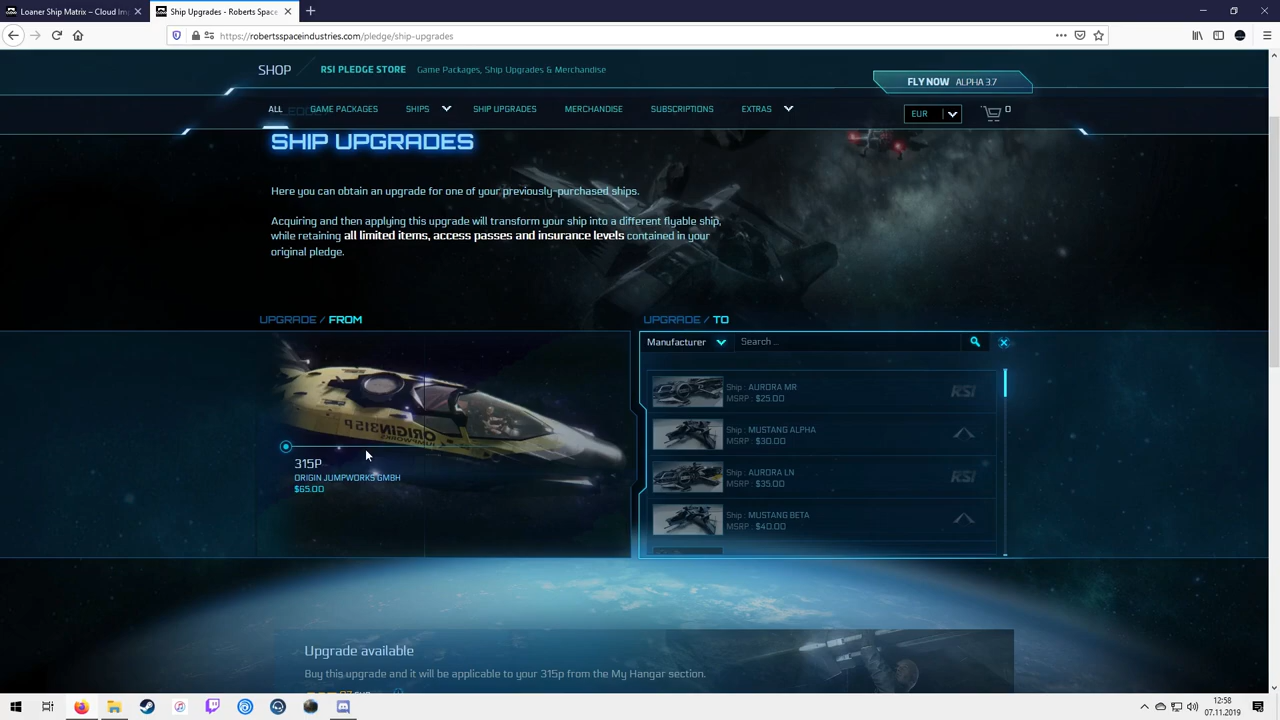 Loaner Ship Matrix – Cloud Im
Ship Upgrades - Roberts Space
https://robertsspaceindustries.com/pledge/ship-upgrades
SHOP
RSI PLEDGE STORE
Game Packages, Ship Upgrades & Merchandise
FLY NOW ALPHA 3.7
ALL
GAME PACKAGES
SHIPS
SHIP UPGRADES
MERCHANDISE
SUBSCRIPTIONS
EXTRAS
EUR
0
SHIP UPGRADES
Here you can obtain an upgrade for one of your previously-purchased ships.
Acquiring and then applying this upgrade will transform your ship into a different flyable ship,
while retaining all limited items, access passes and insurance levels contained in your
original pledge.
UPGRADE / FROM
UPGRADE / TO
Manufacturer
Search ...
ORIGIN 315P
JUMPWORKS
315P
ORIGIN JUMPWORKS GMBH
$65.00
Ship : AURORA MR
MSRP : $25.00
RSI
Ship : MUSTANG ALPHA
MSRP : $30.00
Ship : AURORA LN
MSRP : $35.00
RSI
Ship : MUSTANG BETA
MSRP : $40.00
Upgrade available
Buy this upgrade and it will be applicable to your 315p from the My Hangar section.
12:58
07.11.2019